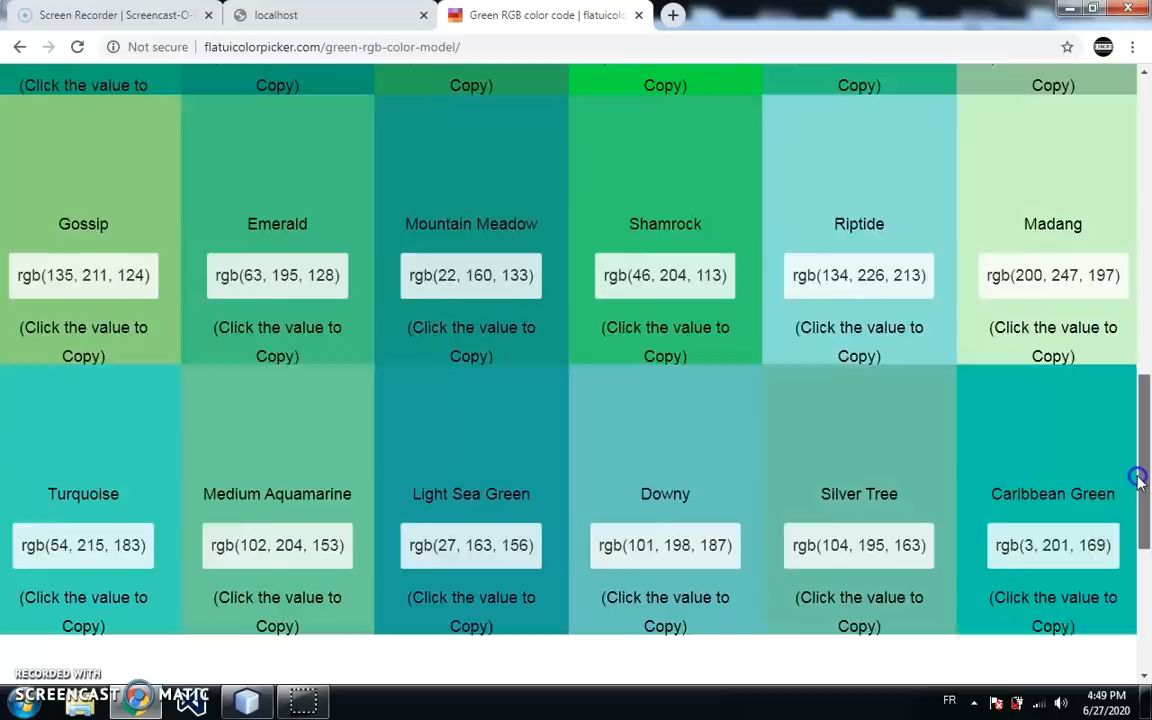 Screen Recorder | Screencast-O-
localhost
Green RGB color code | flatuicolo
Not secure
flatuicolorpicker.com/green-rgb-color-model/
(Click the value to Copy) Copy) Copy) Copy) Copy)
Gossip Emerald Mountain Meadow Shamrock Riptide Madang
rgb(135, 211, 124) rgb(63, 195, 128) rgb(22, 160, 133) rgb(46, 204, 113) rgb(134, 226, 213) rgb(200, 247, 197)
(Click the value to (Click the value to (Click the value to (Click the value to (Click the value to (Click the value to
Copy) Copy) Copy) Copy) Copy) Copy)
Turquoise Medium Aquamarine Light Sea Green Downy Silver Tree Caribbean Green
rgb(54, 215, 183) rgb(102, 204, 153) rgb(27, 163, 156) rgb(101, 198, 187) rgb(104, 195, 163) rgb(3, 201, 169)
(Click the value to (Click the value to (Click the value to (Click the value to (Click the value to (Click the value to
Copy) Copy) Copy) Copy) Copy) Copy)
RECORDED WITH
SCREENCAST MATIC
FR
4:49 PM
6/27/2020